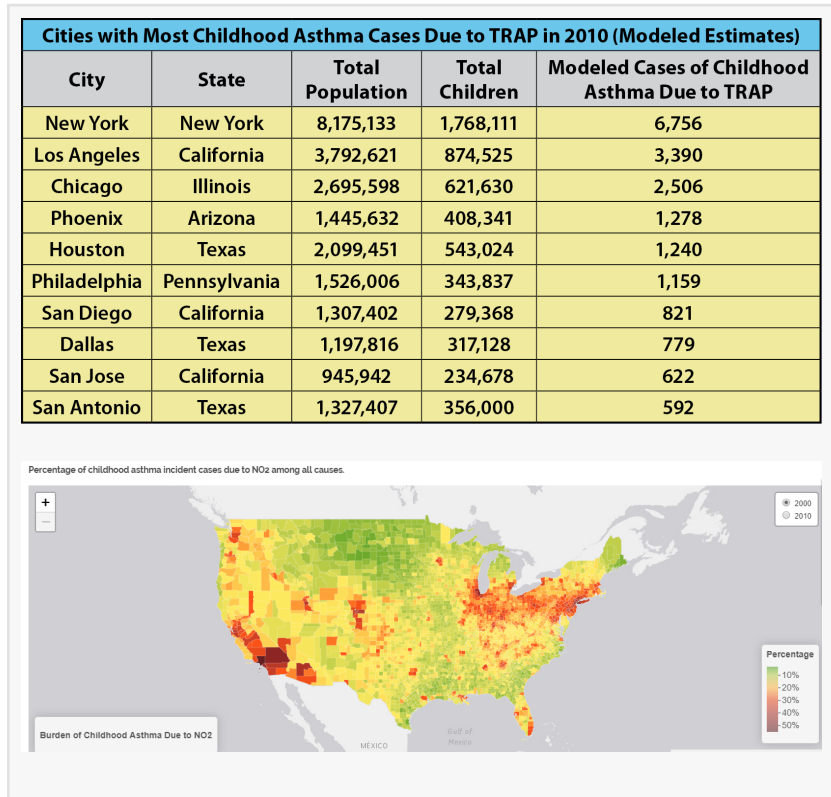 Cities with Most Childhood Asthma Cases Due to TRAP in 2010 (Modeled Estimates)
City State Total Population Total Children Modeled Cases of Childhood Asthma Due to TRAP
New York New York 8,175,133 1,768,111 6,756
Los Angeles California 3,792,621 874,525 3,390
Chicago Illinois 2,695,598 621,630 2,506
Phoenix Arizona 1,445,632 408,341 1,278
Houston Texas 2,099,451 543,024 1,240
Philadelphia Pennsylvania 1,526,006 343,837 1,159
San Diego California 1,307,402 279,368 821
Dallas Texas 1,197,816 317,128 779
San Jose California 945,942 234,678 622
San Antonio Texas 1,327,407 356,000 592
Percentage of childhood asthma incident cases due to NO2 among all causes.
+
−
2000
2010
Percentage
10%
20%
30%
40%
50%
Burden of Childhood Asthma Due to NO2
MÉXICO
Gulf of
Mexico